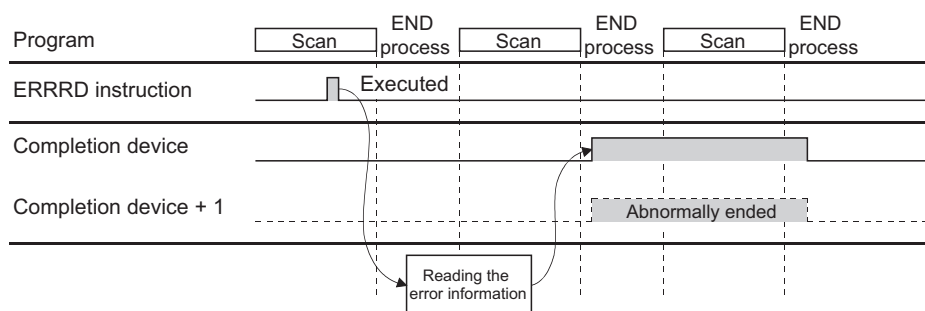 Program
Scan
END
process
Scan
END
process
Scan
END
process
ERRRD instruction
Executed
Completion device
Completion device + 1
Abnormally ended
Reading the
error information